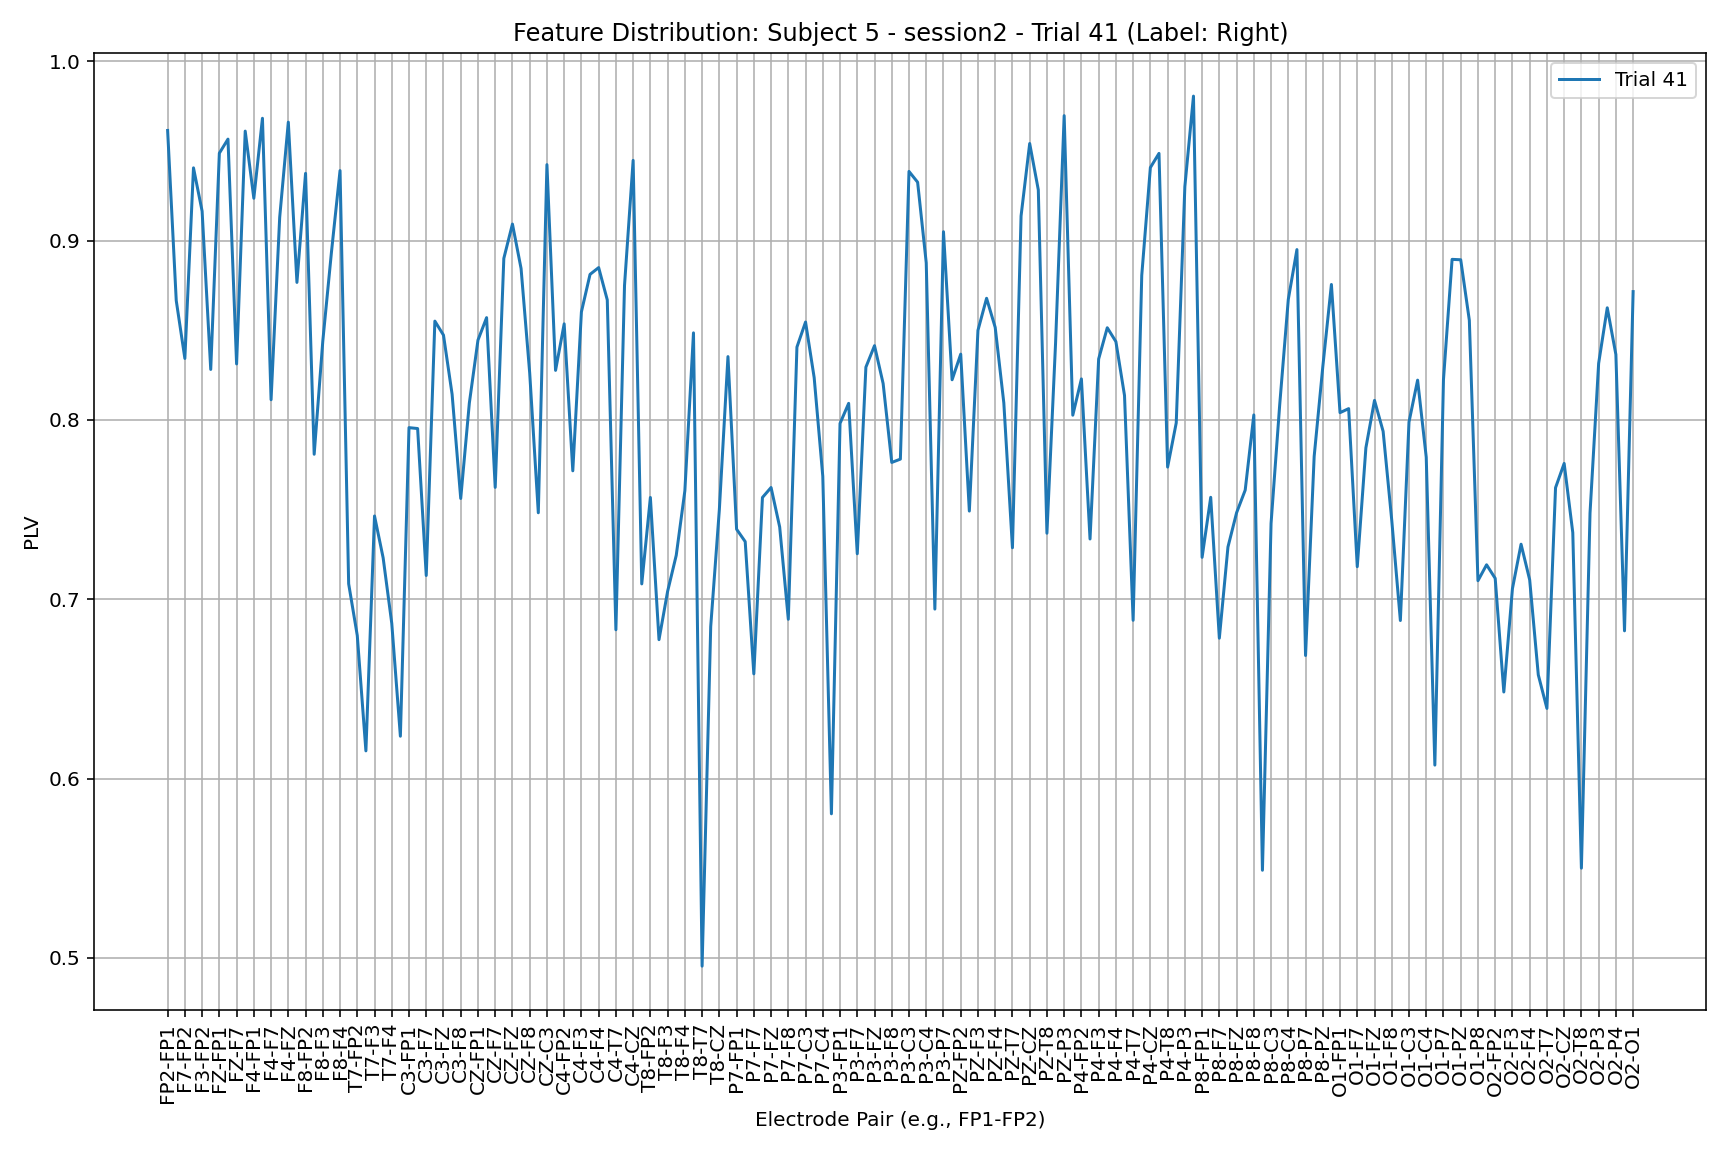 Feature Distribution: Subject 5 - session2 - Trial 41 (Label: Right)
Trial 41
1.0
0.9
0.8
0.7
0.6
0.5
PLV
FP2-FP1
F7-FP2
F3-FP2
FZ-FP1
FZ-F7
F4-FP1
F4-F7
F4-FZ
F8-FP2
F8-F3
F8-F4
T7-FP2
T7-F3
T7-F4
C3-FP1
C3-F7
C3-FZ
C3-F8
CZ-FP1
CZ-F7
CZ-FZ
CZ-F8
CZ-C3
C4-FP2
C4-F3
C4-F4
C4-T7
C4-CZ
T8-FP2
T8-F3
T8-F4
T8-T7
T8-CZ
P7-FP1
P7-F7
P7-FZ
P7-F8
P7-C3
P7-C4
P3-FP1
P3-F7
P3-FZ
P3-F8
P3-C3
P3-C4
P3-P7
PZ-FP2
PZ-F3
PZ-F4
PZ-T7
PZ-CZ
PZ-T8
PZ-P3
P4-FP2
P4-F3
P4-F4
P4-T7
P4-CZ
P4-T8
P4-P3
P8-FP1
P8-F7
P8-FZ
P8-F8
P8-C3
P8-C4
P8-P7
P8-PZ
O1-FP1
O1-F7
O1-FZ
O1-F8
O1-C3
O1-C4
O1-P7
O1-PZ
O1-P8
O2-FP2
O2-F3
O2-F4
O2-T7
O2-CZ
O2-T8
O2-P3
O2-P4
O2-O1
Electrode Pair (e.g., FP1-FP2)